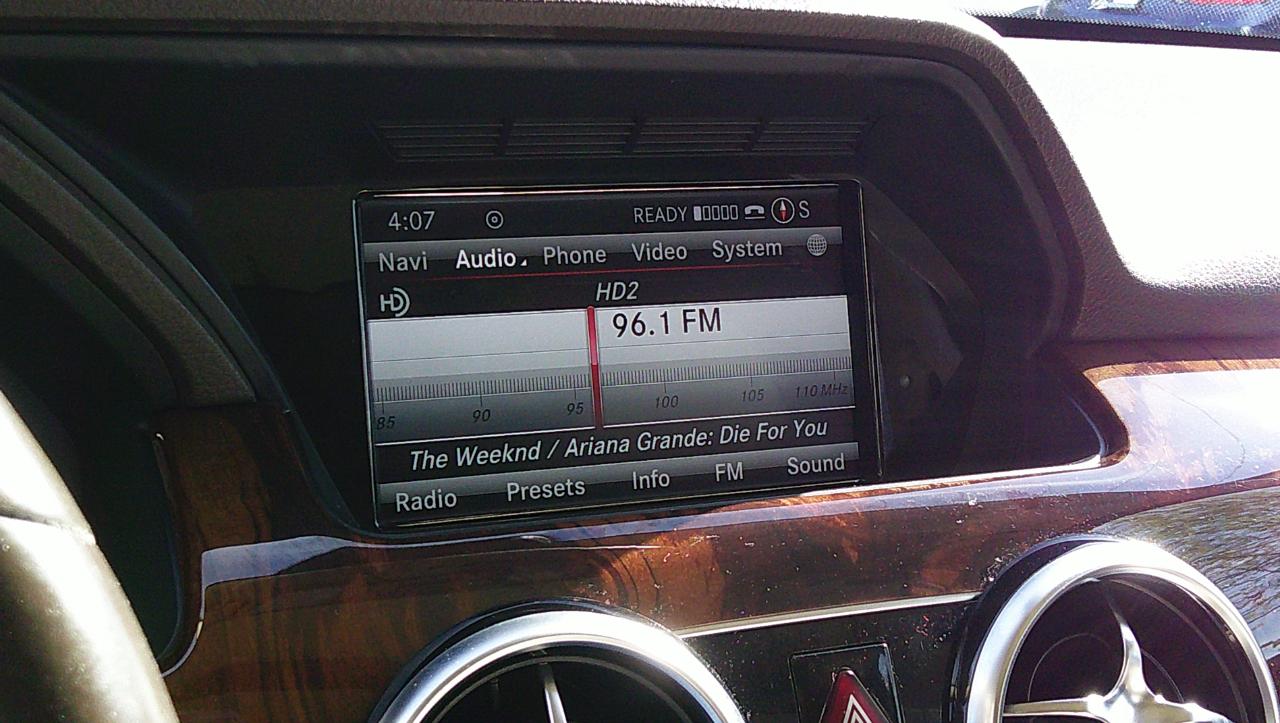 4:07 READY S
Navi Audio Phone Video System
HD HD2
96.1 FM
85 90 95 100 105 110 MHz
The Weeknd / Ariana Grande: Die For You
Radio Presets Info FM Sound